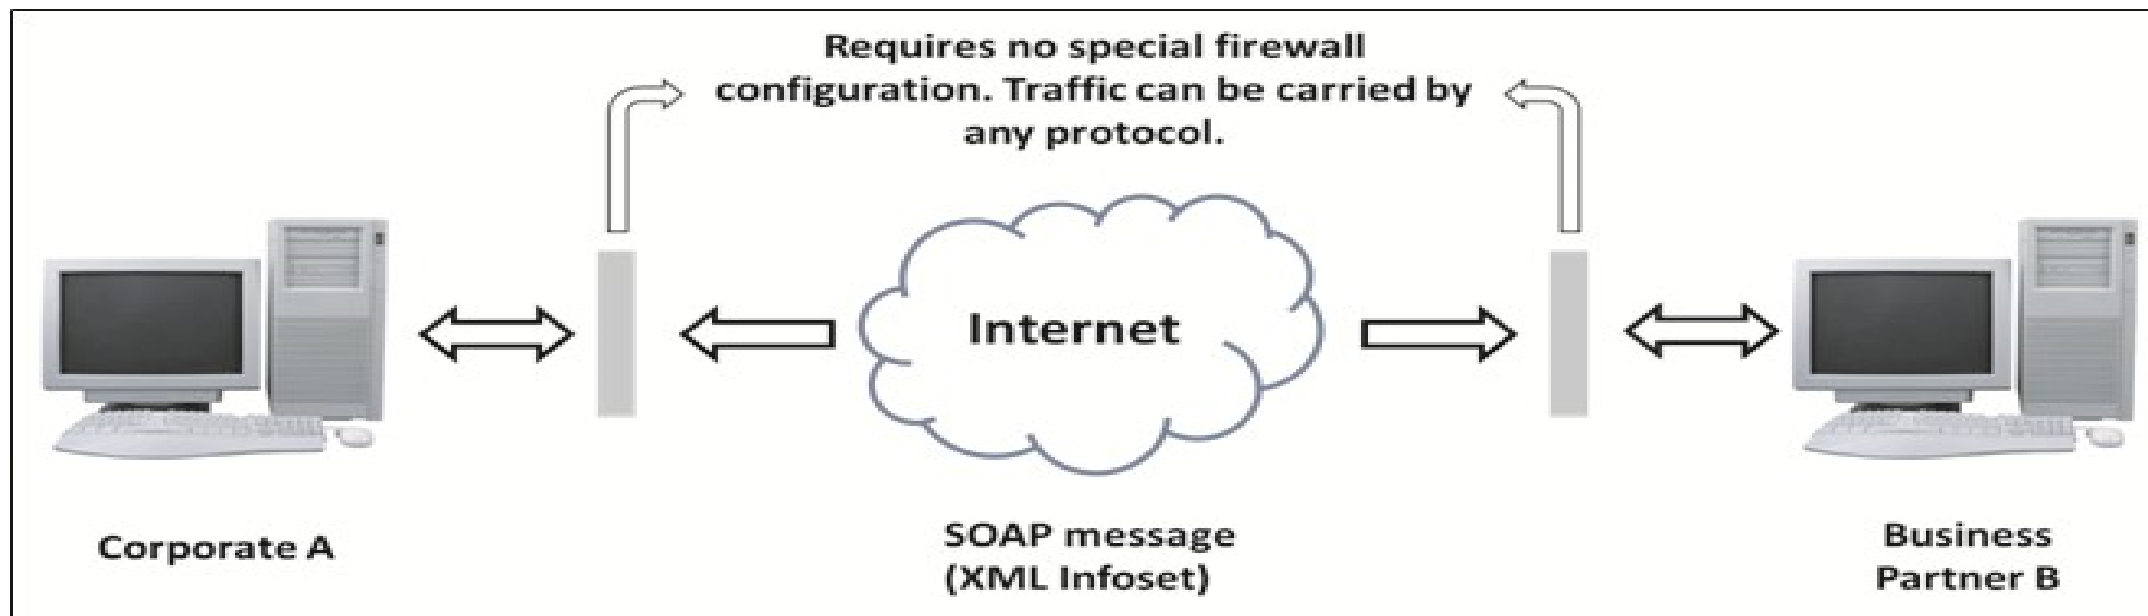 Requires no special firewall
configuration. Traffic can be carried by
any protocol.
Internet
Corporate A
SOAP message
(XML Infoset)
Business
Partner B